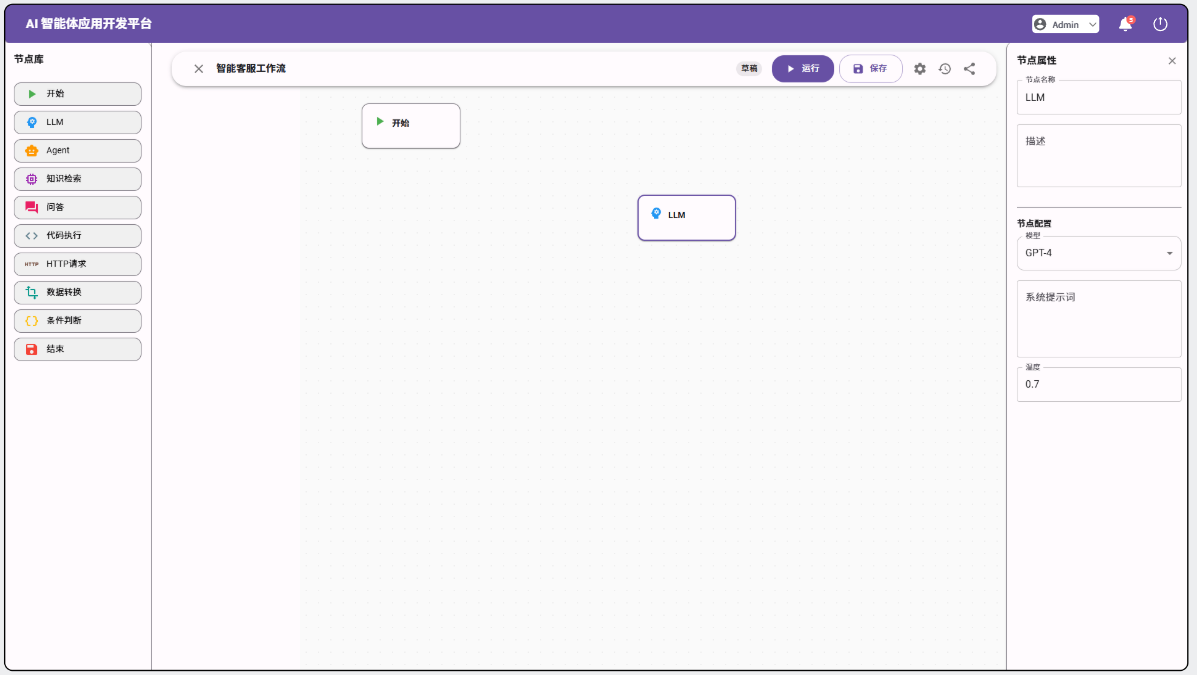 AI 智能体应用开发平台
Admin
5
节点库
开始
LLM
Agent
知识检索
问答
代码执行
HTTP HTTP请求
数据转换
条件判断
结束
智能客服工作流
草稿
运行
保存
开始
LLM
节点属性
节点名称
LLM
描述
节点配置
模型
GPT-4
系统提示词
温度
0.7